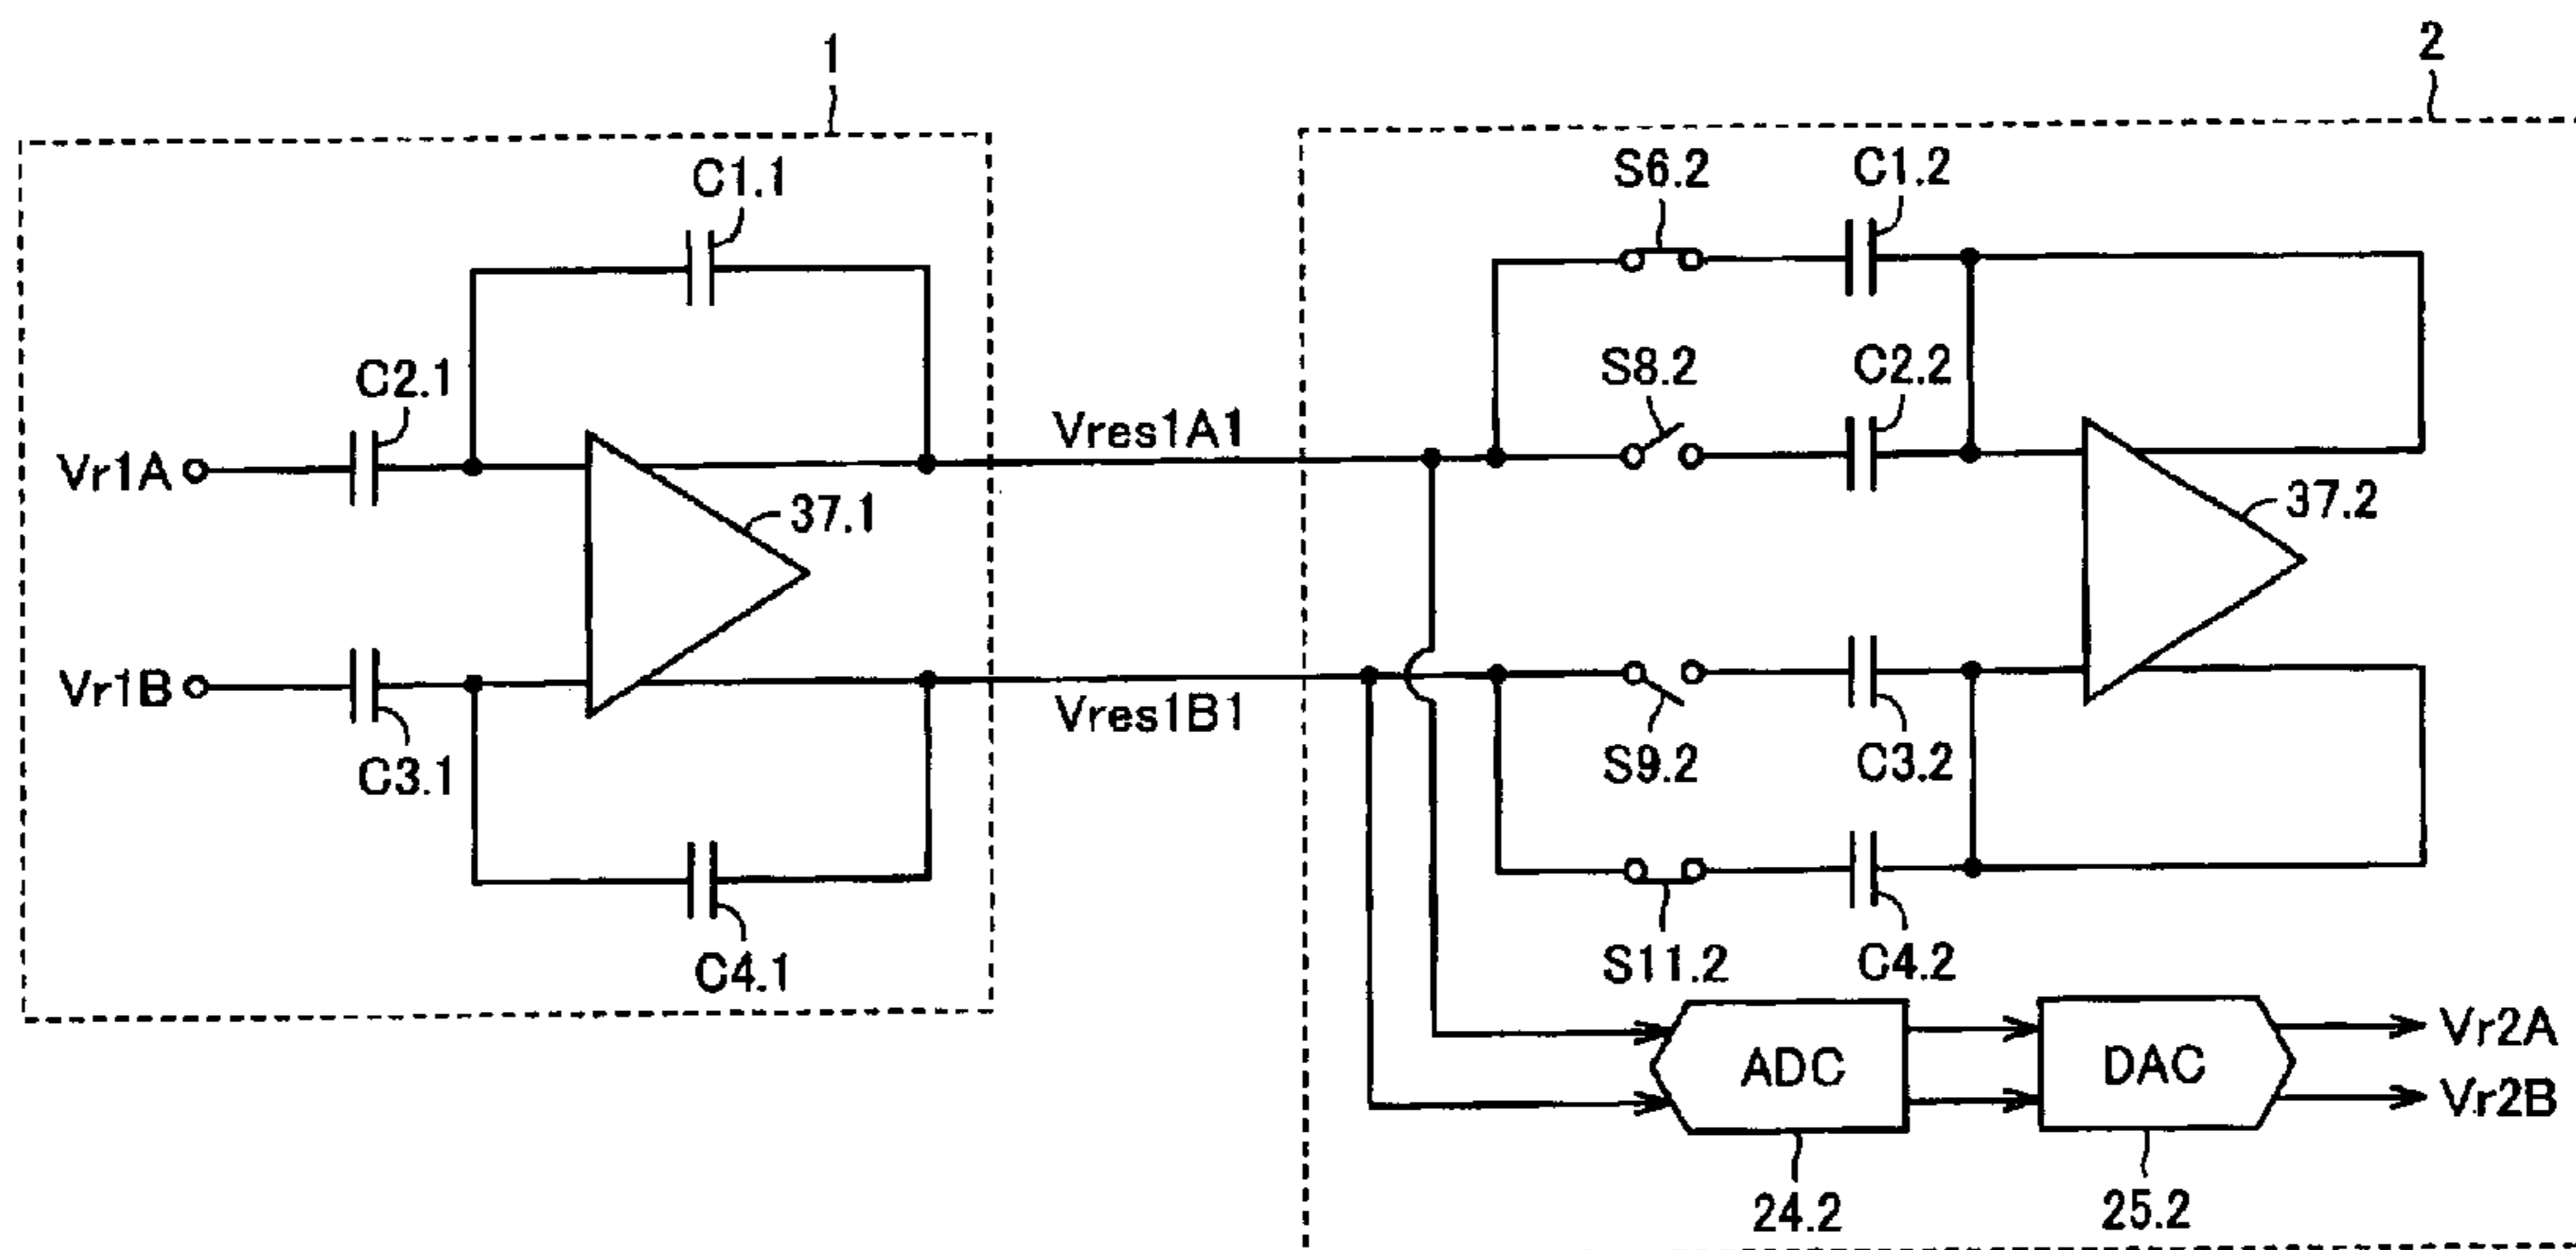 1
2
C1.1
S6.2
C1.2
C2.1
S8.2
C2.2
Vr1A
Vres1A1
37.1
37.2
Vr1B
Vres1B1
C3.1
S9.2
C3.2
C4.1
S11.2
C4.2
ADC
DAC
Vr2A
Vr2B
24.2
25.2